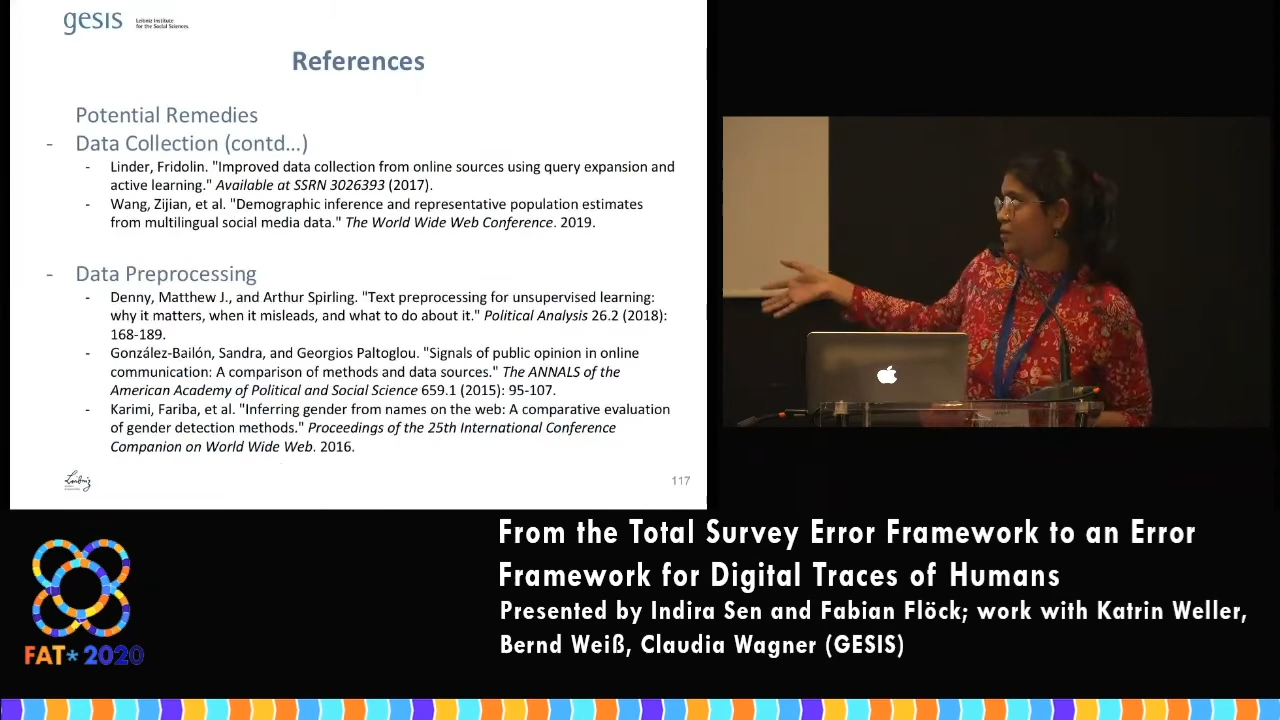 gesis
Leibniz Institute
for the Social Sciences
References
Potential Remedies
- Data Collection (contd...)
- Linder, Fridolin. "Improved data collection from online sources using query expansion and
active learning." Available at SSRN 3026393 (2017).
- Wang, Zijian, et al. "Demographic inference and representative population estimates
from multilingual social media data." The World Wide Web Conference. 2019.
- Data Preprocessing
- Denny, Matthew J., and Arthur Spirling. "Text preprocessing for unsupervised learning:
why it matters, when it misleads, and what to do about it." Political Analysis 26.2 (2018):
168-189.
- González-Bailón, Sandra, and Georgios Paltoglou. "Signals of public opinion in online
communication: A comparison of methods and data sources." The ANNALS of the
American Academy of Political and Social Science 659.1 (2015): 95-107.
- Karimi, Fariba, et al. "Inferring gender from names on the web: A comparative evaluation
of gender detection methods." Proceedings of the 25th International Conference
Companion on World Wide Web. 2016.
Leibniz
117
From the Total Survey Error Framework to an Error
Framework for Digital Traces of Humans
Presented by Indira Sen and Fabian Flöck; work with Katrin Weller,
Bernd Weiß, Claudia Wagner (GESIS)
FAT* 2020